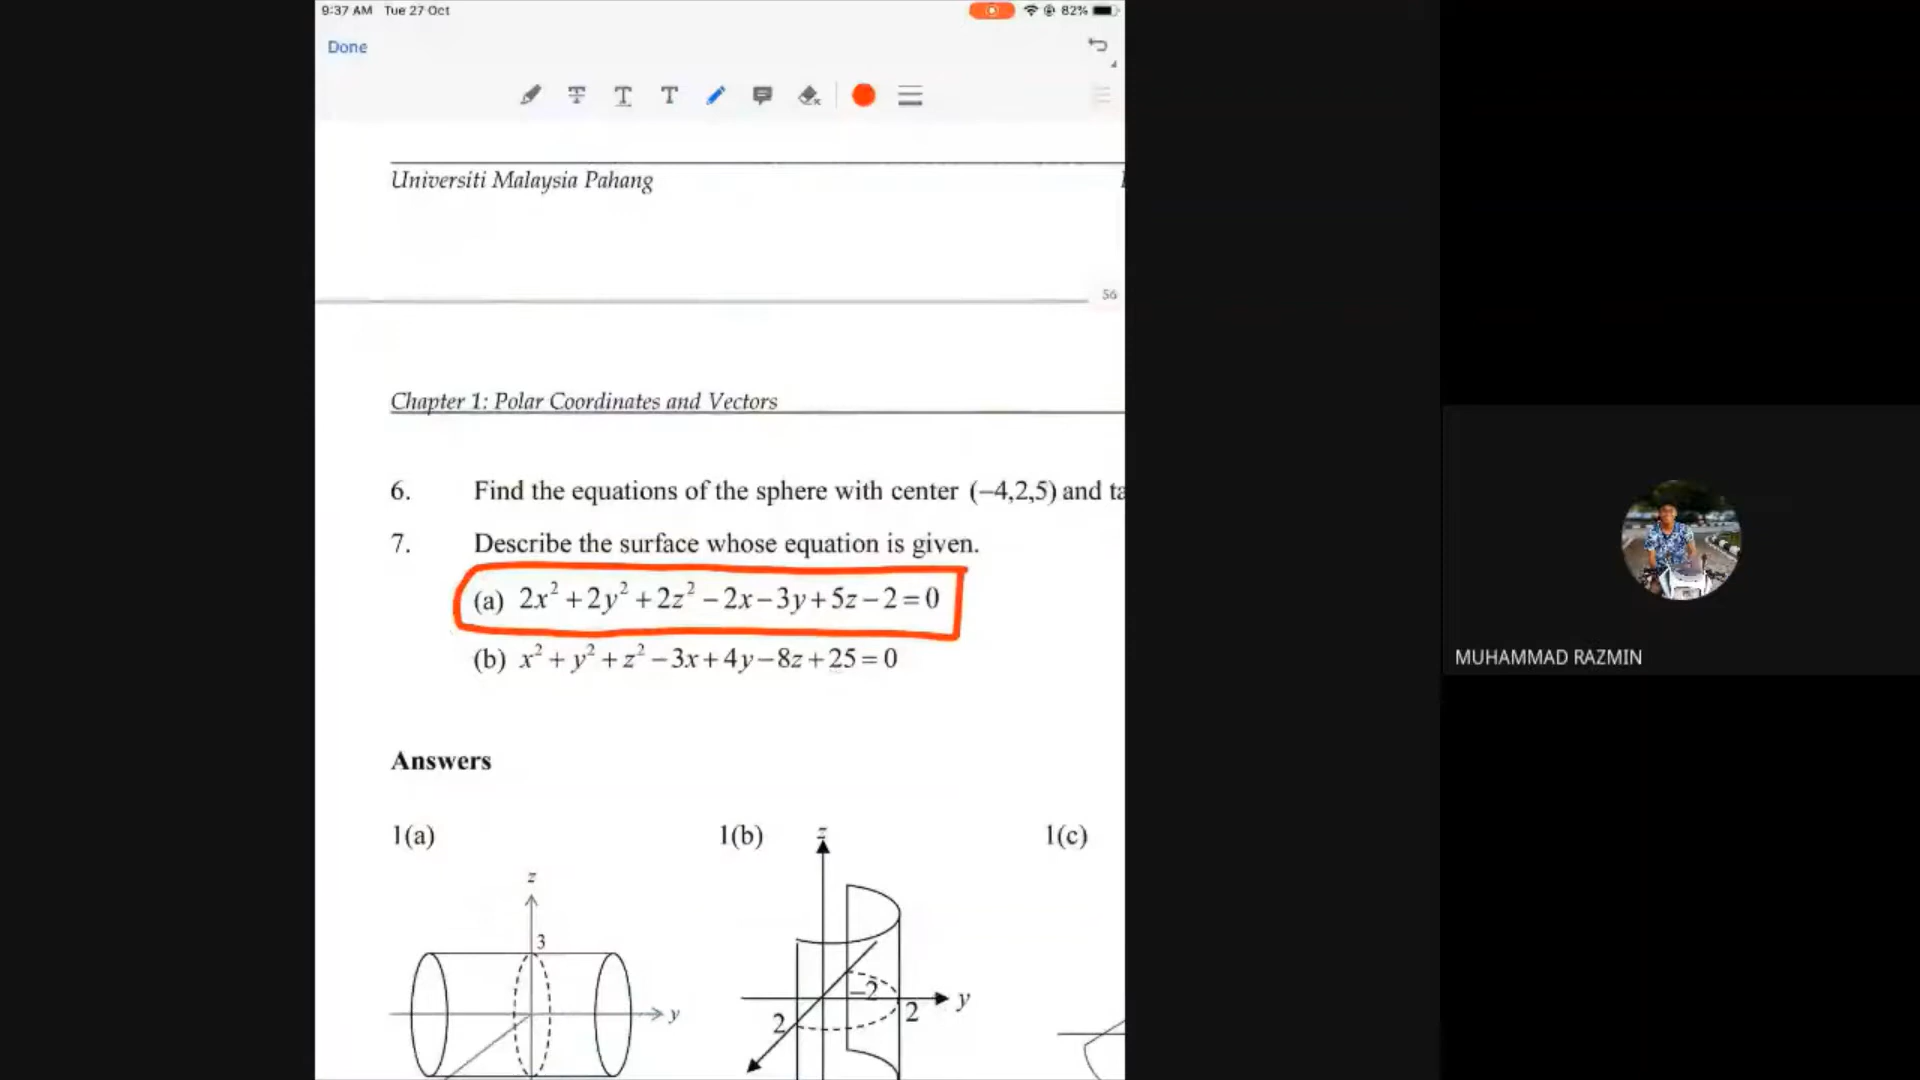 9:37 AM Tue 27 Oct 82%
Done
Universiti Malaysia Pahang
56
Chapter 1: Polar Coordinates and Vectors
6. Find the equations of the sphere with center (−4,2,5) and ta
7. Describe the surface whose equation is given.
(a) 2x² + 2y² + 2z² − 2x − 3y + 5z − 2 = 0
(b) x² + y² + z² − 3x + 4y − 8z + 25 = 0
MUHAMMAD RAZMIN
Answers
1(a) 1(b) 1(c)
z
z
3
y
−2
2
2
y